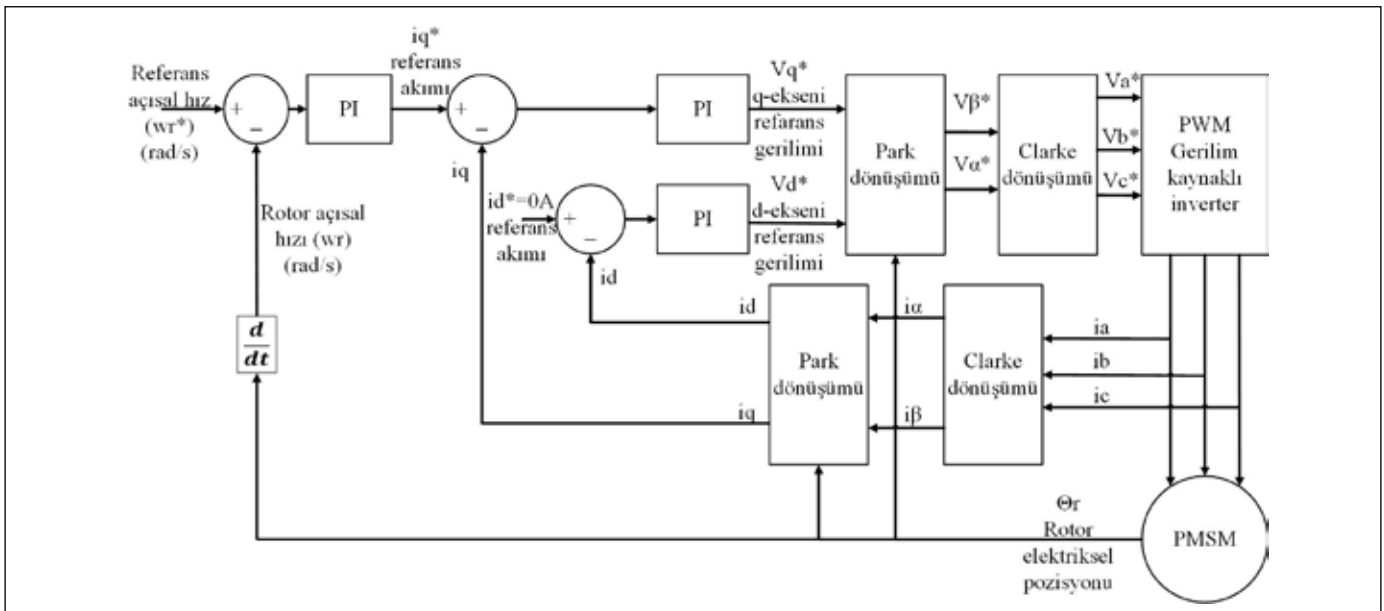 Referans
açısal hız
(wr*)
(rad/s)
+
−
PI
iq*
referans
akımı
+
−
iq
PI
Vq*
q-ekseni
refarans
gerilimi
id*=0A
referans
akımı
+
−
id
PI
Vd*
d-ekseni
referans
gerilimi
Park
dönüşümü
Vβ*
Vα*
Clarke
dönüşümü
Va*
Vb*
Vc*
PWM
Gerilim
kaynaklı
inverter
Rotor açısal
hızı (wr)
(rad/s)
d
dt
id
iq
Park
dönüşümü
iα
iβ
Clarke
dönüşümü
ia
ib
ic
Θr
Rotor
elektriksel
pozisyonu
PMSM